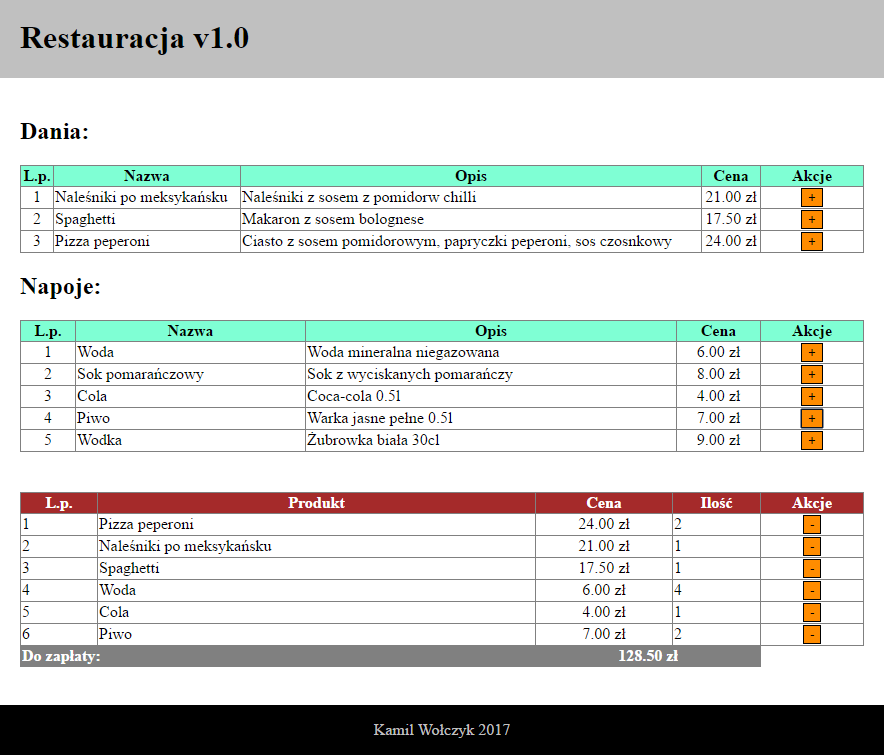 Restauracja v1.0
Dania:
L.p. Nazwa Opis Cena Akcje
1 Naleśniki po meksykańsku Naleśniki z sosem z pomidorw chilli 21.00 zł +
2 Spaghetti Makaron z sosem bolognese 17.50 zł +
3 Pizza peperoni Ciasto z sosem pomidorowym, papryczki peperoni, sos czosnkowy 24.00 zł +
Napoje:
L.p. Nazwa Opis Cena Akcje
1 Woda Woda mineralna niegazowana 6.00 zł +
2 Sok pomarańczowy Sok z wyciskanych pomarańczy 8.00 zł +
3 Cola Coca-cola 0.5l 4.00 zł +
4 Piwo Warka jasne pełne 0.5l 7.00 zł +
5 Wodka Żubrowka biała 30cl 9.00 zł +
L.p. Produkt Cena Ilość Akcje
1 Pizza peperoni 24.00 zł 2 -
2 Naleśniki po meksykańsku 21.00 zł 1 -
3 Spaghetti 17.50 zł 1 -
4 Woda 6.00 zł 4 -
5 Cola 4.00 zł 1 -
6 Piwo 7.00 zł 2 -
Do zapłaty: 128.50 zł
Kamil Wołczyk 2017